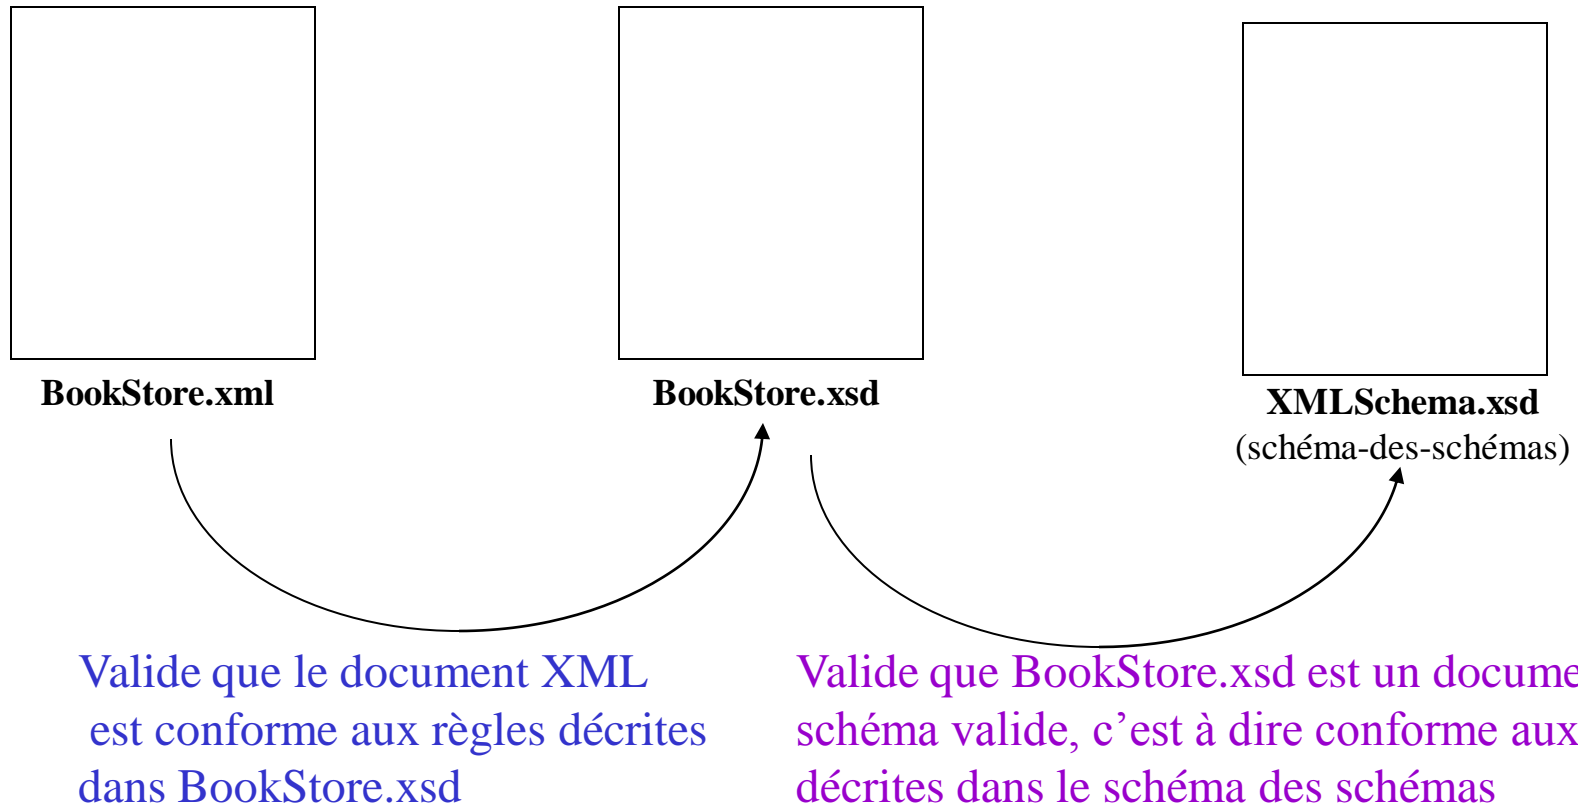 BookStore.xml
BookStore.xsd
XMLSchema.xsd
(schéma-des-schémas)
Valide que le document XML
est conforme aux règles décrites
dans BookStore.xsd
Valide que BookStore.xsd est un docume
schéma valide, c’est à dire conforme aux
décrites dans le schéma des schémas